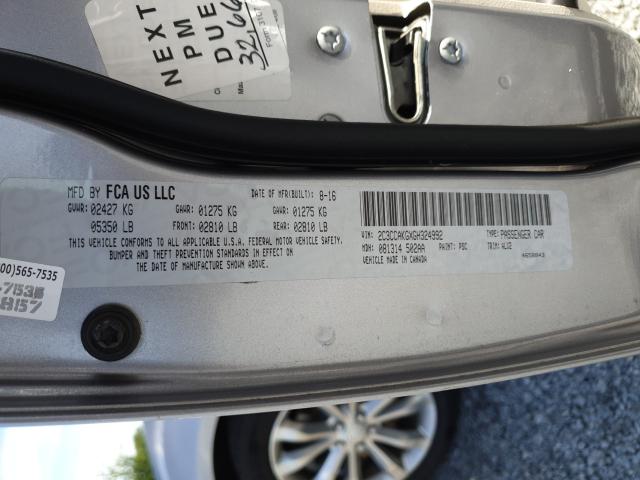 NEXT
PM
DUE
MFD BY FCA US LLC
DATE OF MFR(BUILT): 8-16
GVWR: 02427 KG GAWR: 01275 KG GAWR: 01275 KG
05350 LB FRONT: 02810 LB REAR: 02810 LB
THIS VEHICLE CONFORMS TO ALL APPLICABLE U.S.A. FEDERAL MOTOR VEHICLE SAFETY,
BUMPER AND THEFT PREVENTION STANDARDS IN EFFECT ON
THE DATE OF MANUFACTURE SHOWN ABOVE.
VIN: 2C3CCAKGXGH324992 TYPE: PASSENGER CAR
MDH: 081314 502AA PAINT: PDC TRIM: ALX2
VEHICLE MADE IN CANADA
00)565-7535